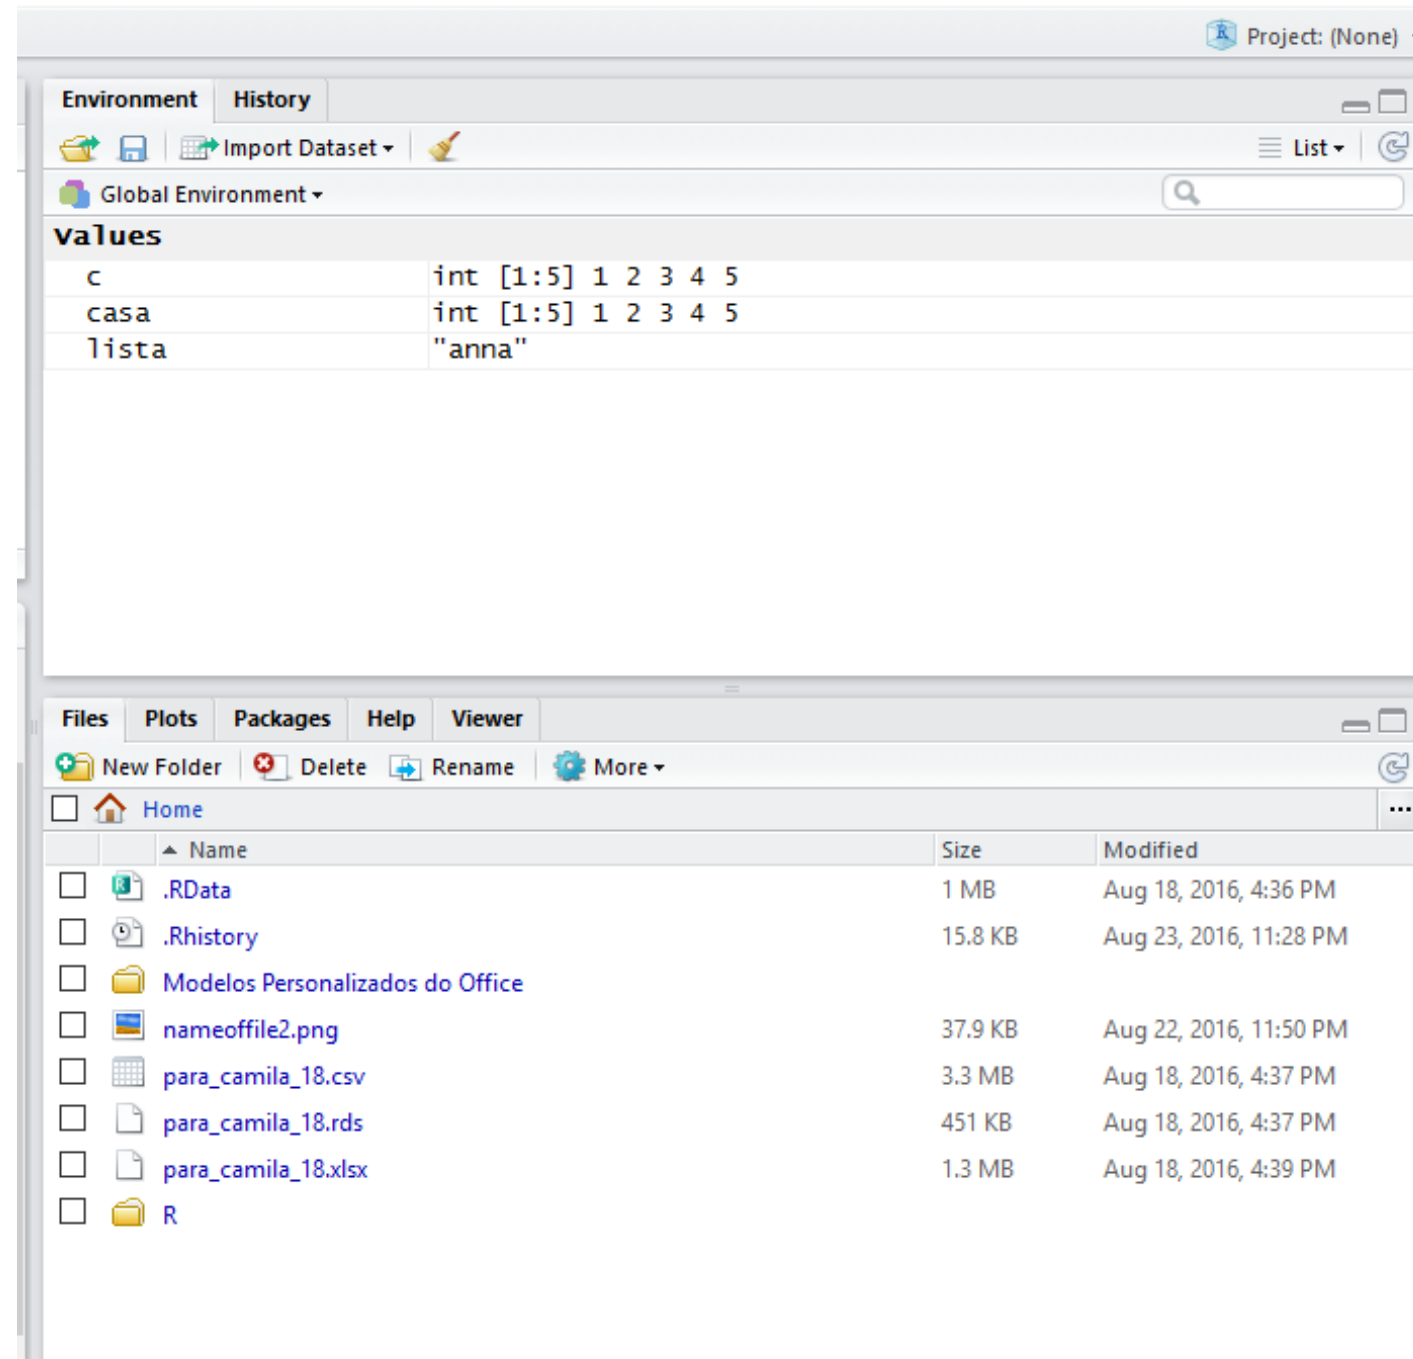 Project: (None)
Environment History
Import Dataset List
Global Environment
Values
c int [1:5] 1 2 3 4 5
casa int [1:5] 1 2 3 4 5
lista "anna"
Files Plots Packages Help Viewer
New Folder Delete Rename More
Home ...
Name Size Modified
.RData 1 MB Aug 18, 2016, 4:36 PM
.Rhistory 15.8 KB Aug 23, 2016, 11:28 PM
Modelos Personalizados do Office
nameoffile2.png 37.9 KB Aug 22, 2016, 11:50 PM
para_camila_18.csv 3.3 MB Aug 18, 2016, 4:37 PM
para_camila_18.rds 451 KB Aug 18, 2016, 4:37 PM
para_camila_18.xlsx 1.3 MB Aug 18, 2016, 4:39 PM
R